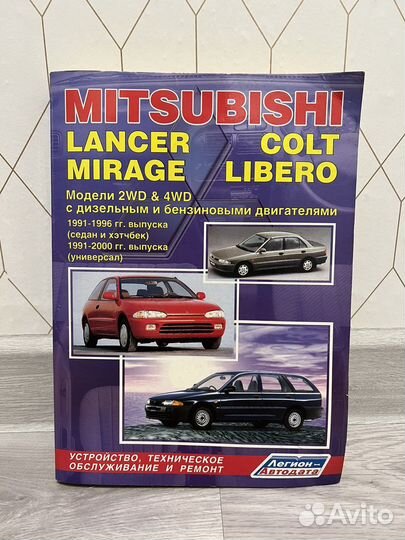 MITSUBISHI
LANCER COLT
MIRAGE LIBERO
Модели 2WD & 4WD
с дизельным и бензиновыми двигателями
1991-1996 гг. выпуска
(седан и хэтчбек)
1991-2000 гг. выпуска
(универсал)
УСТРОЙСТВО, ТЕХНИЧЕСКОЕ
ОБСЛУЖИВАНИЕ И РЕМОНТ
Легион-
Автодата
Avito